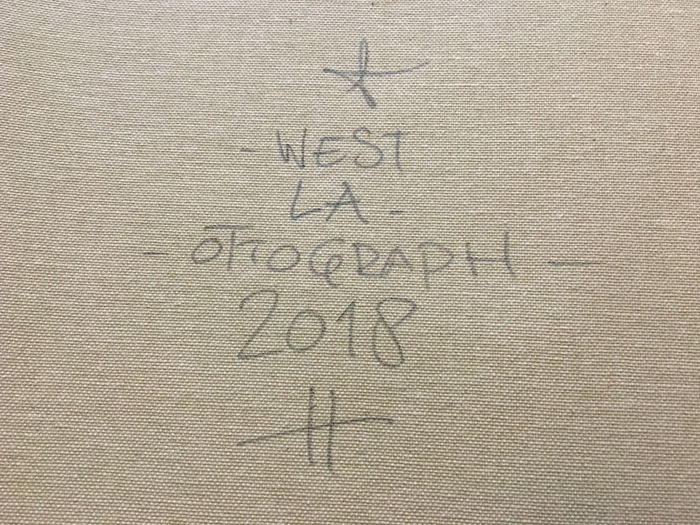 - WEST
LA -
- OTTOGRAPH -
2018